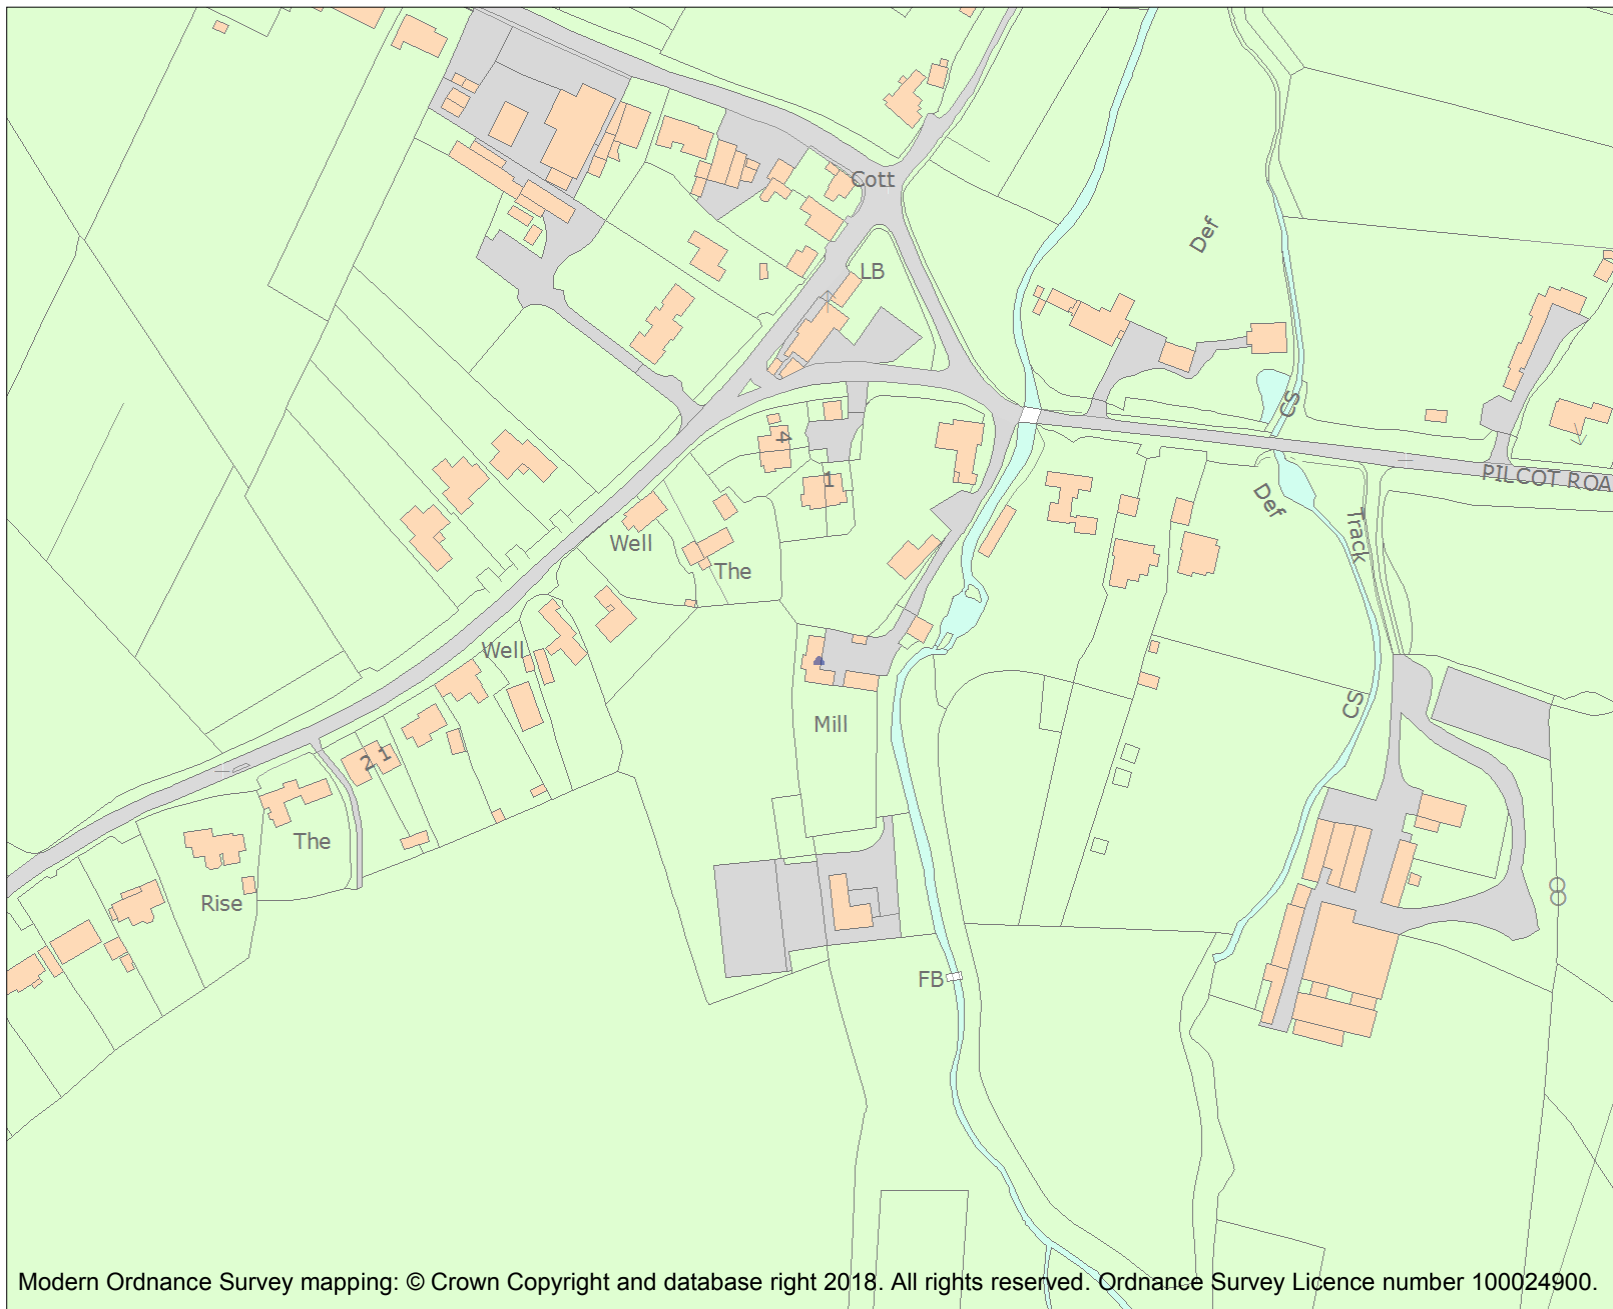 Cott
Def
LB
CS
4
1
PILCOT ROA
Def
Track
Well
The
Well
CS
Mill
2 1
The
Rise
FB
Modern Ordnance Survey mapping: © Crown Copyright and database right 2018. All rights reserved. Ordnance Survey Licence number 100024900.